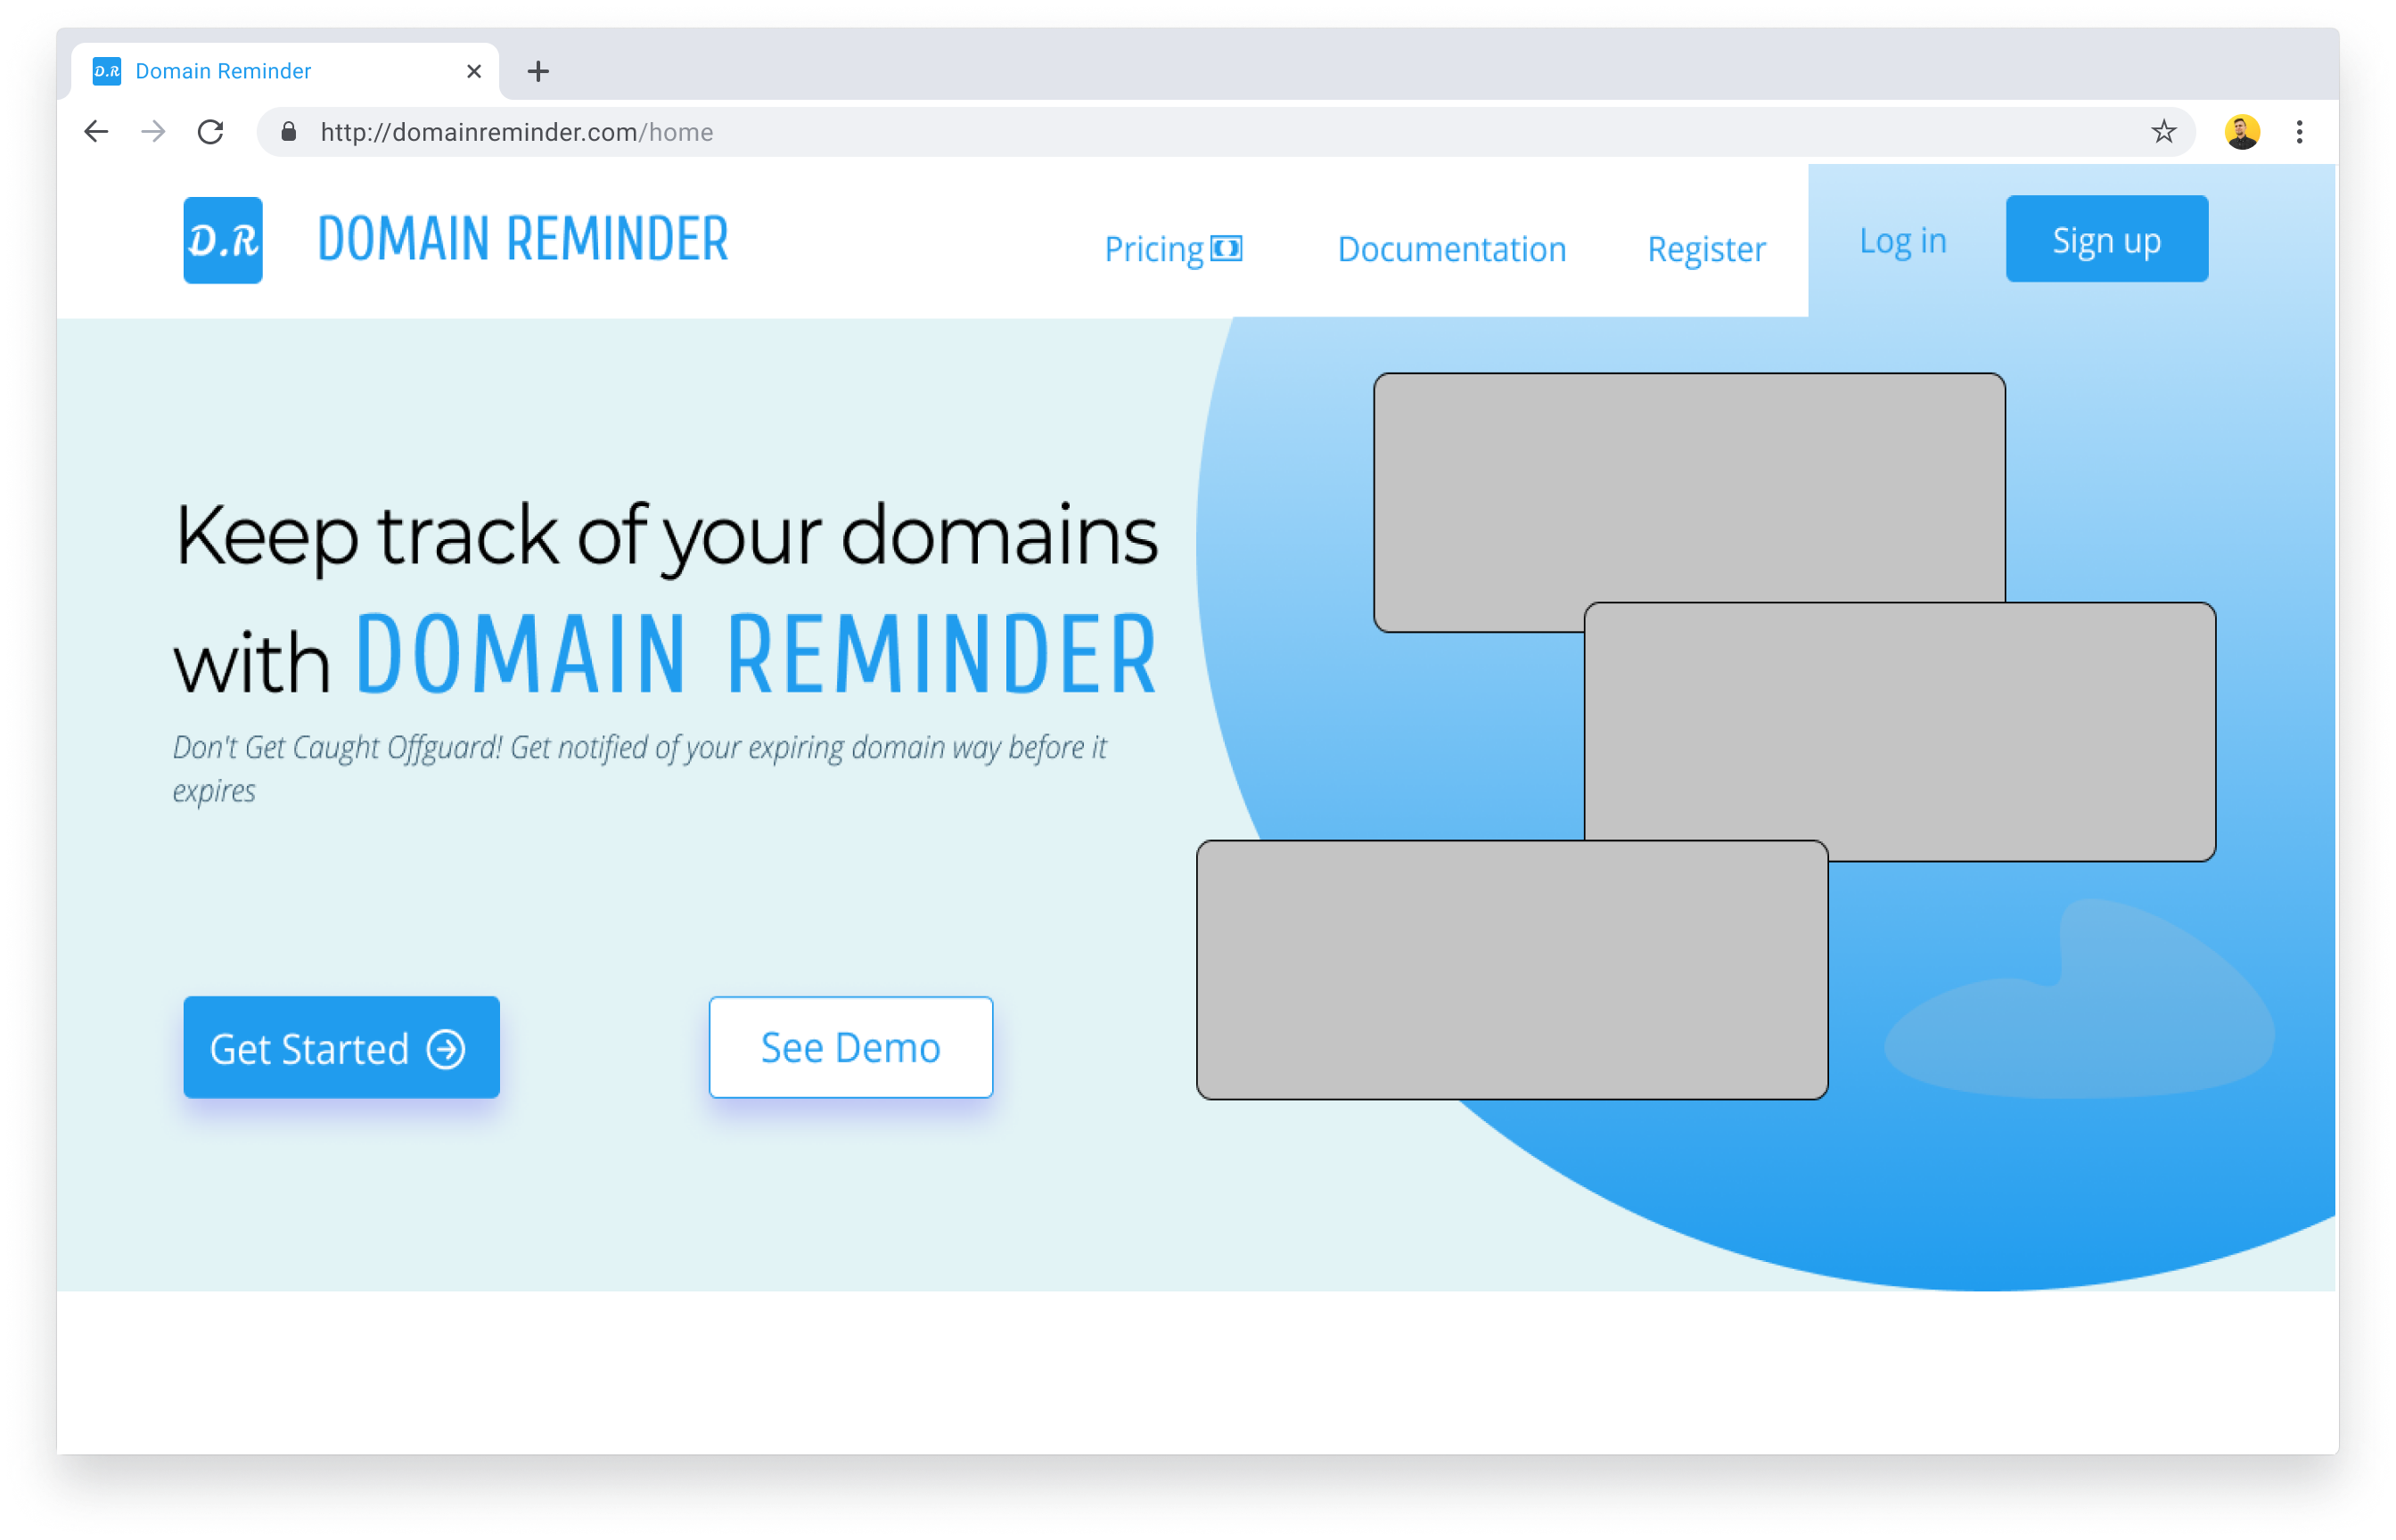 D.R Domain Reminder
http://domainreminder.com/home
D.R DOMAIN REMINDER Pricing Documentation Register Log in Sign up
Keep track of your domains
with DOMAIN REMINDER
Don't Get Caught Offguard! Get notified of your expiring domain way before it
expires
Get Started See Demo